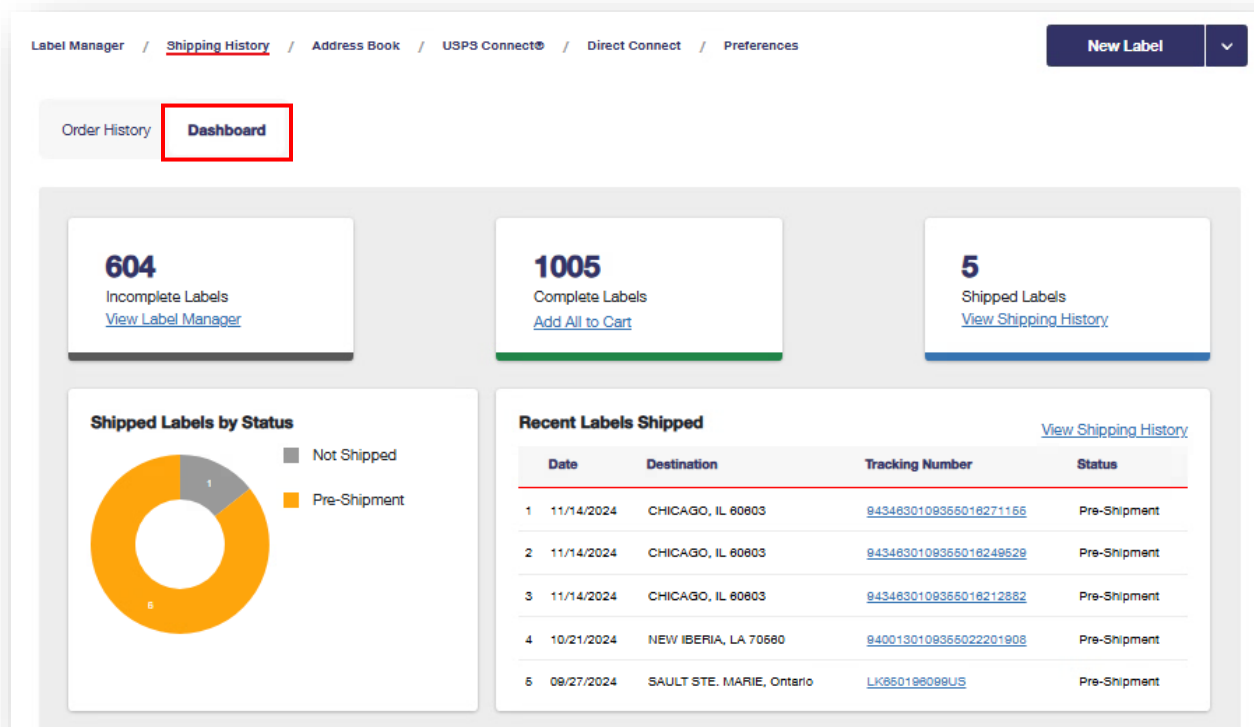 Label Manager / Shipping History / Address Book / USPS Connect® / Direct Connect / Preferences
New Label
Order History
Dashboard
604
Incomplete Labels
View Label Manager
1005
Complete Labels
Add All to Cart
5
Shipped Labels
View Shipping History
Shipped Labels by Status
Not Shipped
Pre-Shipment
1
6
Recent Labels Shipped
View Shipping History
Date Destination Tracking Number Status
1 11/14/2024 CHICAGO, IL 60603 9434630109355016271155 Pre-Shipment
2 11/14/2024 CHICAGO, IL 60603 9434630109355016249529 Pre-Shipment
3 11/14/2024 CHICAGO, IL 60603 9434630109355016212882 Pre-Shipment
4 10/21/2024 NEW IBERIA, LA 70560 9400130109355022201908 Pre-Shipment
5 09/27/2024 SAULT STE. MARIE, Ontario LK650196099US Pre-Shipment